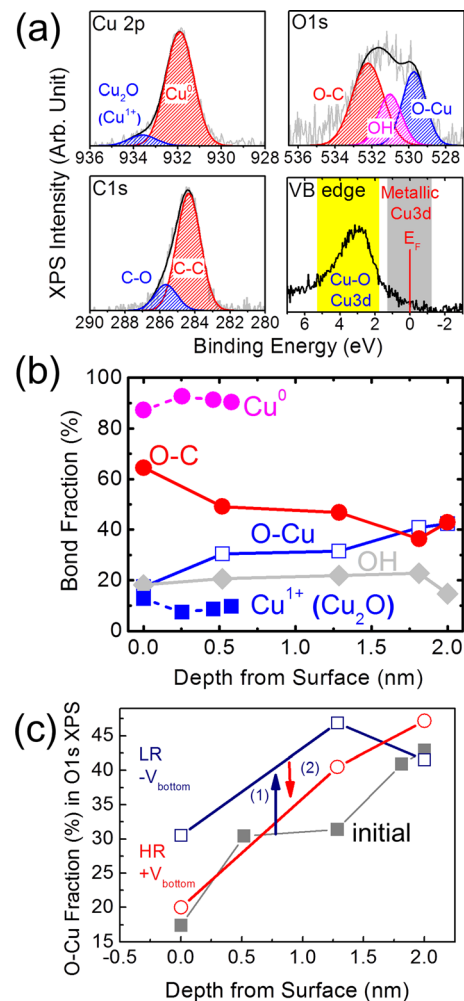 (a)
Cu 2p
Cu₂O
(Cu¹⁺)
Cu⁰
936 934 932 930 928
O1s
O-C
OH
O-Cu
536 534 532 530 528
C1s
C-O
C-C
290 288 286 284 282 280
VB edge
Metallic
Cu3d
E_F
Cu-O
Cu3d
6 4 2 0 -2
XPS Intensity (Arb. Unit)
Binding Energy (eV)
(b)
100
80
60
40
20
0
Bond Fraction (%)
Cu⁰
O-C
O-Cu
OH
Cu¹⁺ (Cu₂O)
0.0 0.5 1.0 1.5 2.0
Depth from Surface (nm)
(c)
45
40
35
30
25
20
15
O-Cu Fraction (%) in O1s XPS
LR
-V_bottom
(1)
(2)
HR
+V_bottom
initial
-0.5 0.0 0.5 1.0 1.5 2.0
Depth from Surface (nm)